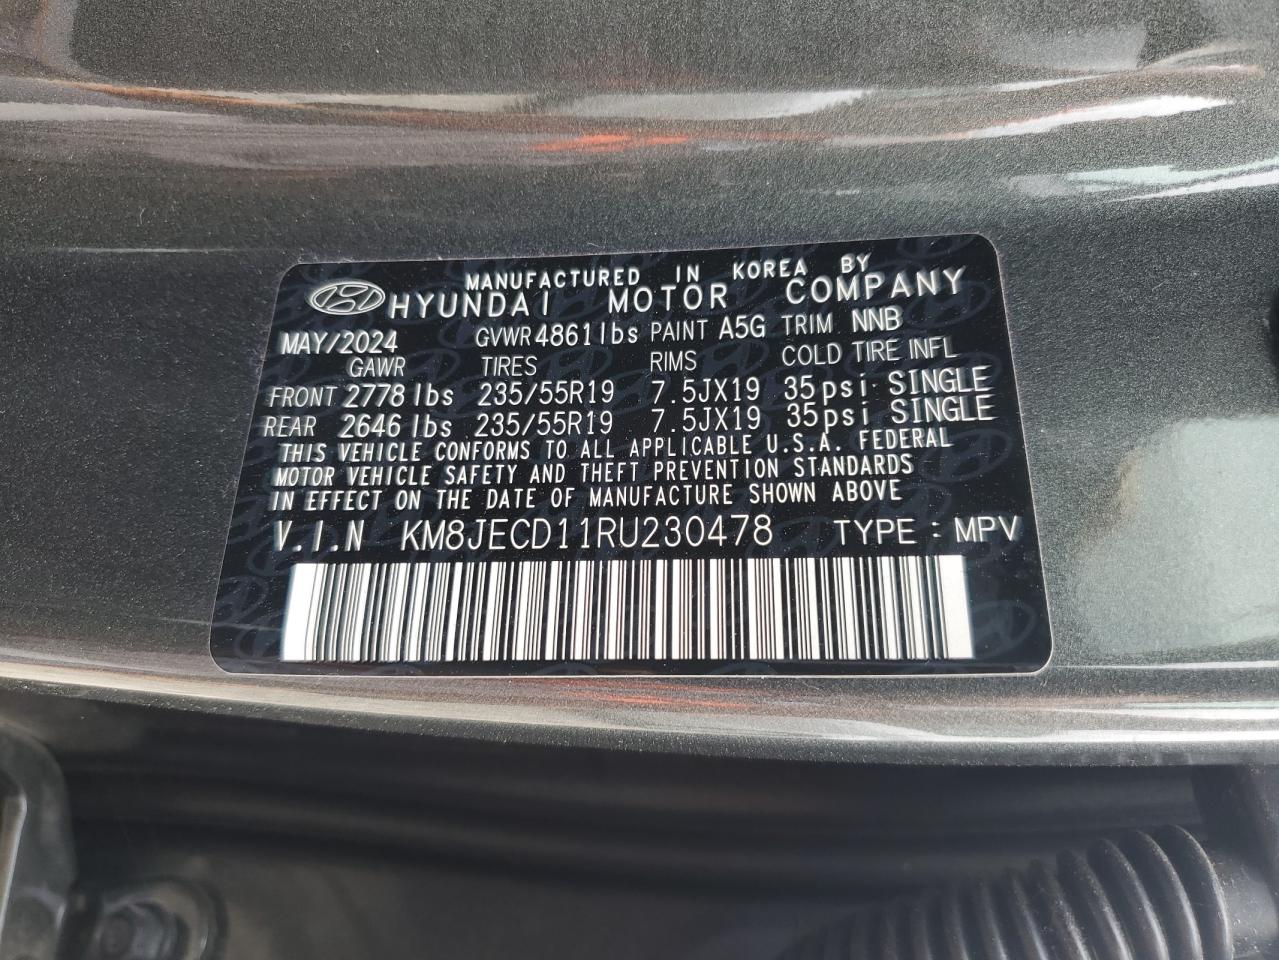 MANUFACTURED IN KOREA BY
HYUNDAI MOTOR COMPANY
MAY/2024 GVWR 4861lbs PAINT A5G TRIM NNB
GAWR TIRES RIMS COLD TIRE INFL
FRONT 2778 lbs 235/55R19 7.5JX19 35psi SINGLE
REAR 2646 lbs 235/55R19 7.5JX19 35psi SINGLE
THIS VEHICLE CONFORMS TO ALL APPLICABLE U.S.A. FEDERAL
MOTOR VEHICLE SAFETY AND THEFT PREVENTION STANDARDS
IN EFFECT ON THE DATE OF MANUFACTURE SHOWN ABOVE
V.I.N KM8JECD11RU230478 TYPE : MPV